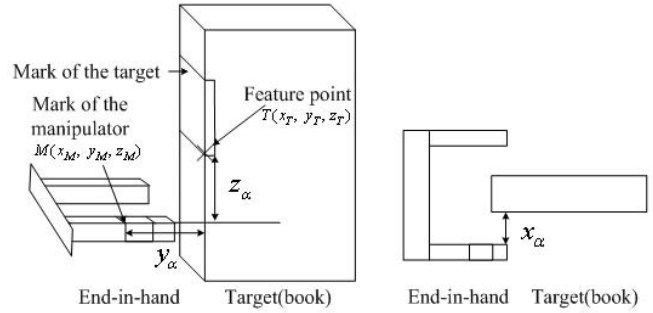 Mark of the target
Feature point
T(x_T, y_T, z_T)
Mark of the
manipulator
M(x_M, y_M, z_M)
z_α
y_α
x_α
End-in-hand
Target(book)
End-in-hand
Target(book)